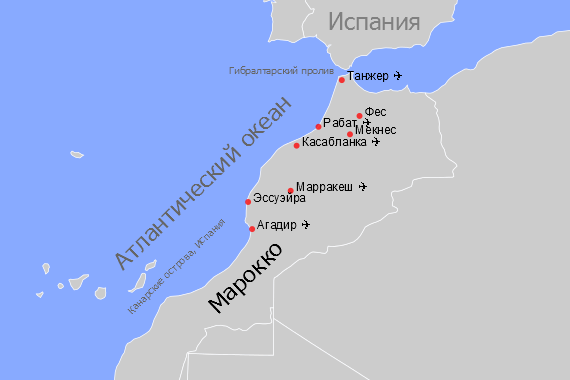 Испания
Гибралтарский пролив
Танжер ✈
Фес
Рабат ✈
Мекнес
Касабланка ✈
Атлантический океан
Марракеш ✈
Эссуэйра
Агадир ✈
Канарские острова, Испания
Марокко